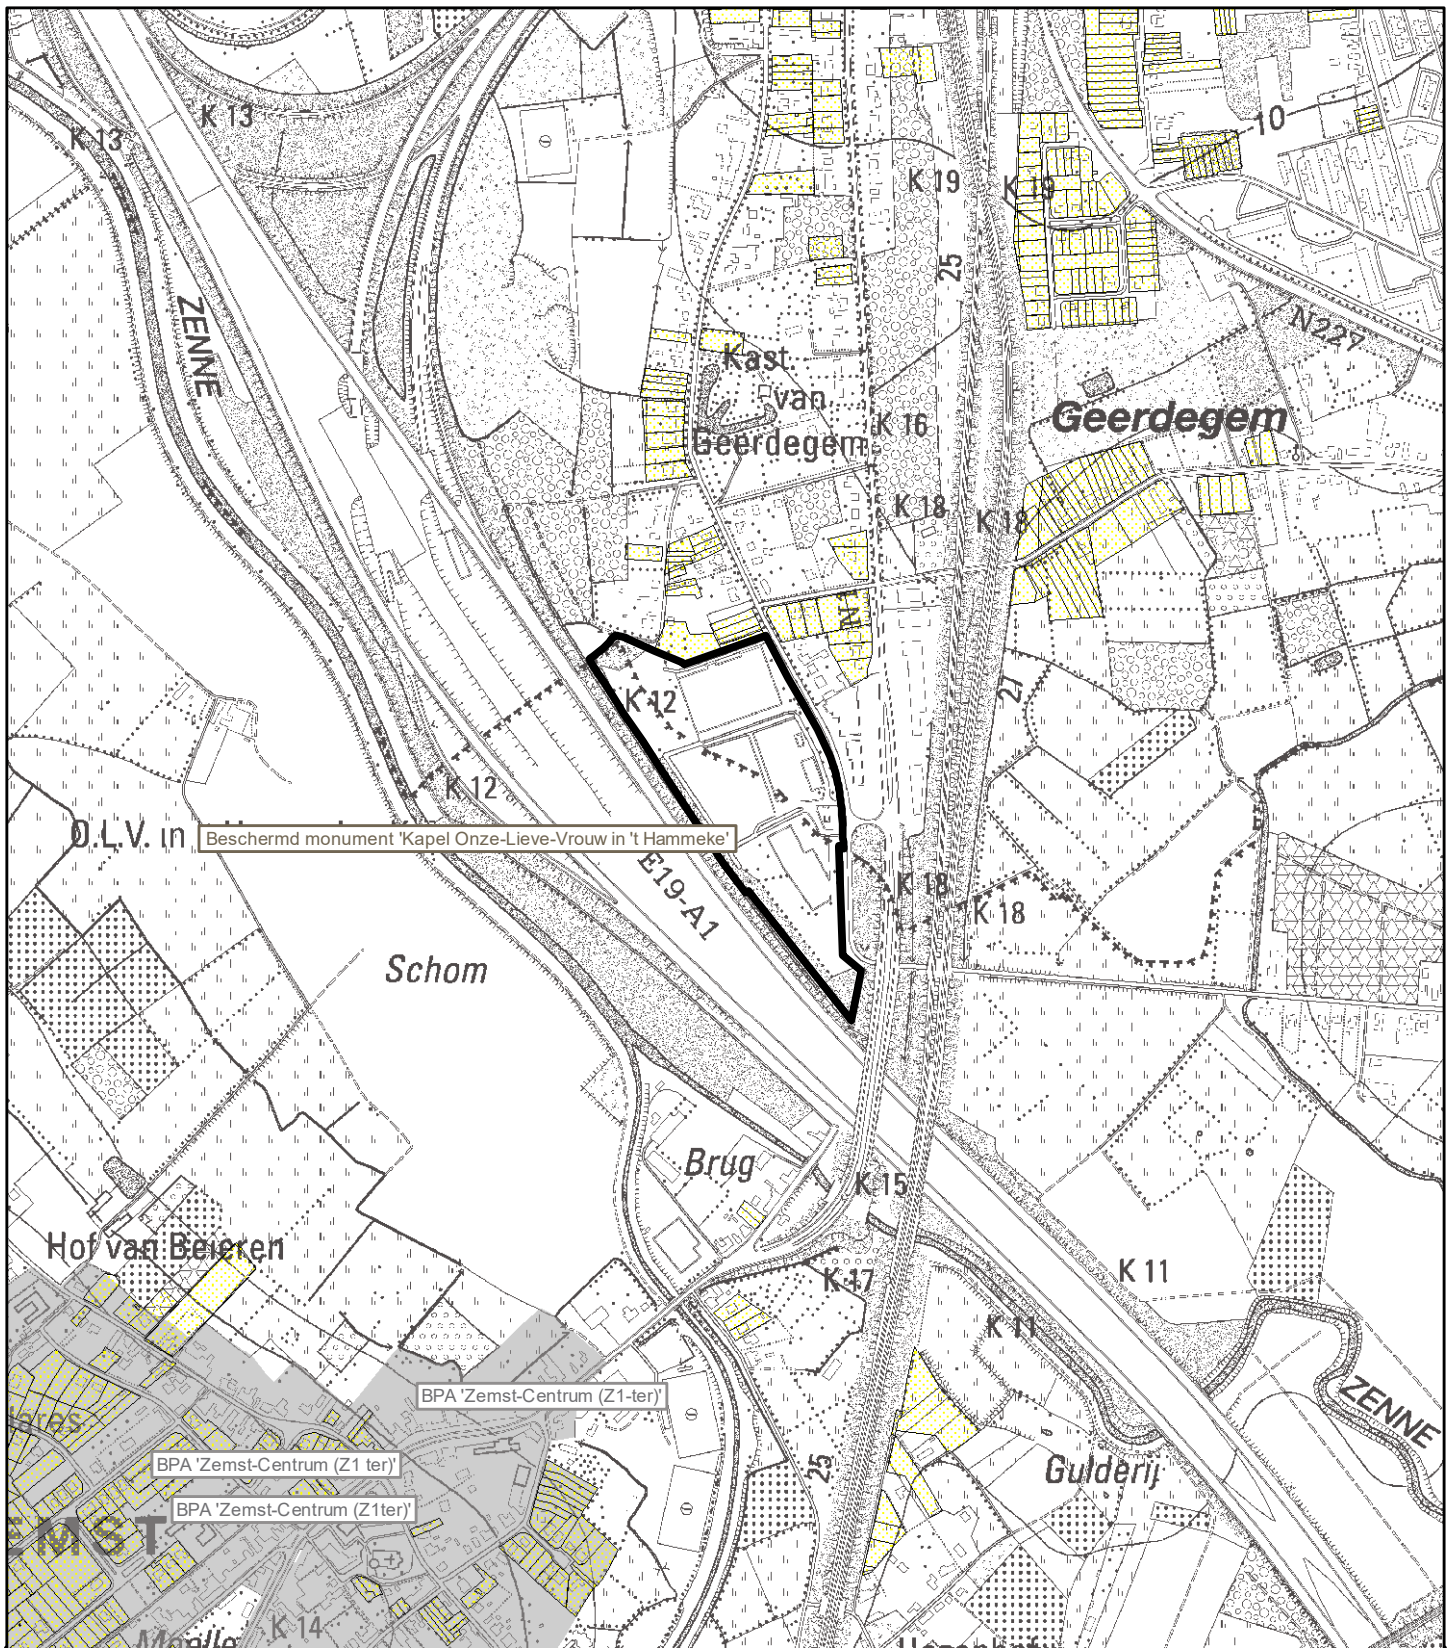 K 13
K 13
10
K 19
K 19
25
ZENNE
N227
Kast
van
Geerdegem
K 16
Geerdegem
K 18
K 18
N1
27
K 12
K 12
O.L.V. in
Beschermd monument 'Kapel Onze-Lieve-Vrouw in 't Hammeke'
E19-A1
K 18
K 18
Schom
Brug
K 15
Hof van Beieren
K 11
K 17
K 11
BPA 'Zemst-Centrum (Z1-ter)'
ZENNE
BPA 'Zemst-Centrum (Z1 ter)'
25
Gulderij
BPA 'Zemst-Centrum (Z1ter)'
EMST
K 14